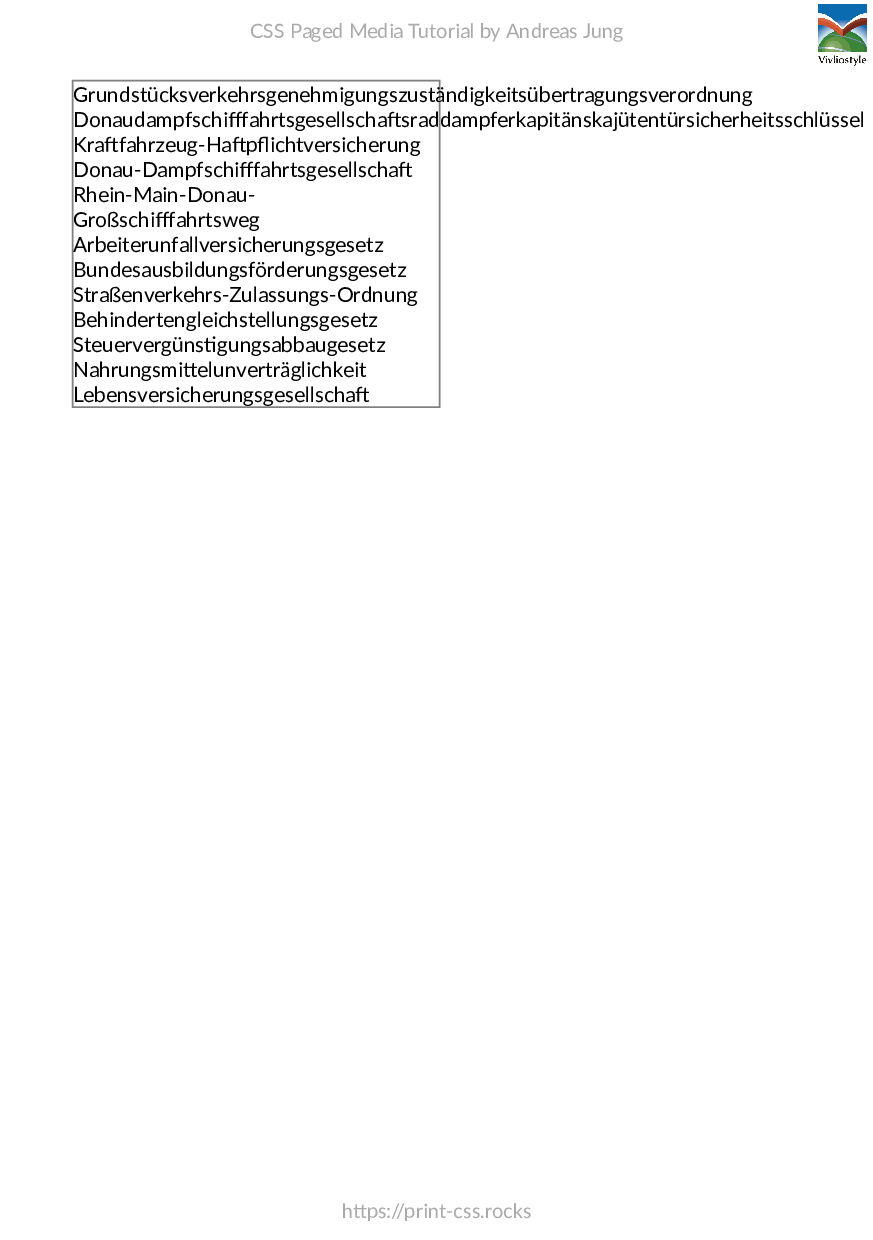 CSS Paged Media Tutorial by Andreas Jung
Vivliostyle
Grundstücksverkehrsgenehmigungszuständigkeitsübertragungsverordnung
Donaudampfschifffahrtsgesellschaftsraddampferkapitänskajütentürsicherheitsschlüssel
Kraftfahrzeug-Haftpflichtversicherung
Donau-Dampfschifffahrtsgesellschaft
Rhein-Main-Donau-
Großschifffahrtsweg
Arbeiterunfallversicherungsgesetz
Bundesausbildungsförderungsgesetz
Straßenverkehrs-Zulassungs-Ordnung
Behindertengleichstellungsgesetz
Steuervergünstigungsabbaugesetz
Nahrungsmittelunverträglichkeit
Lebensversicherungsgesellschaft
https://print-css.rocks